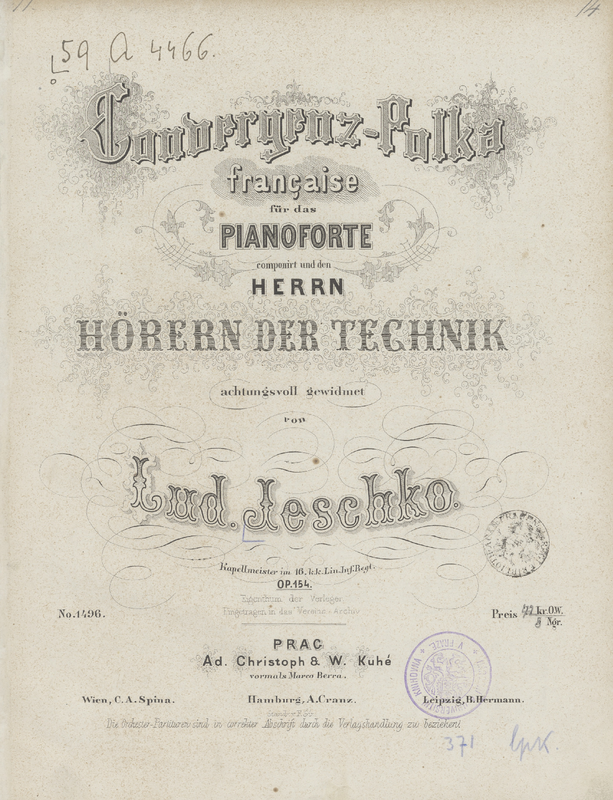 14
59 A 4466.
Convergenz-Polka
française
für das
PIANOFORTE
componirt und den
HERRN
HÖRERN DER TECHNIK
achtungsvoll gewidmet
von
Lud. Jeschko.
Kapellmeister im 16. k.k. Lin. Inf. Regt.
OP. 154.
Eigenthum der Verleger
Eingetragen in das Vereins-Archiv
No. 1496.
Preis kr. O.W.
8 Ngr.
PRAG
Ad. Christoph & W. Kuhé
vormals Marco Berra.
Wien, C. A. Spina.
Hamburg, A. Cranz.
Leipzig, B. Hermann.
Die Orchester-Partituren sind in correkter Abschrift durch die Verlagshandlung zu beziehen!
371